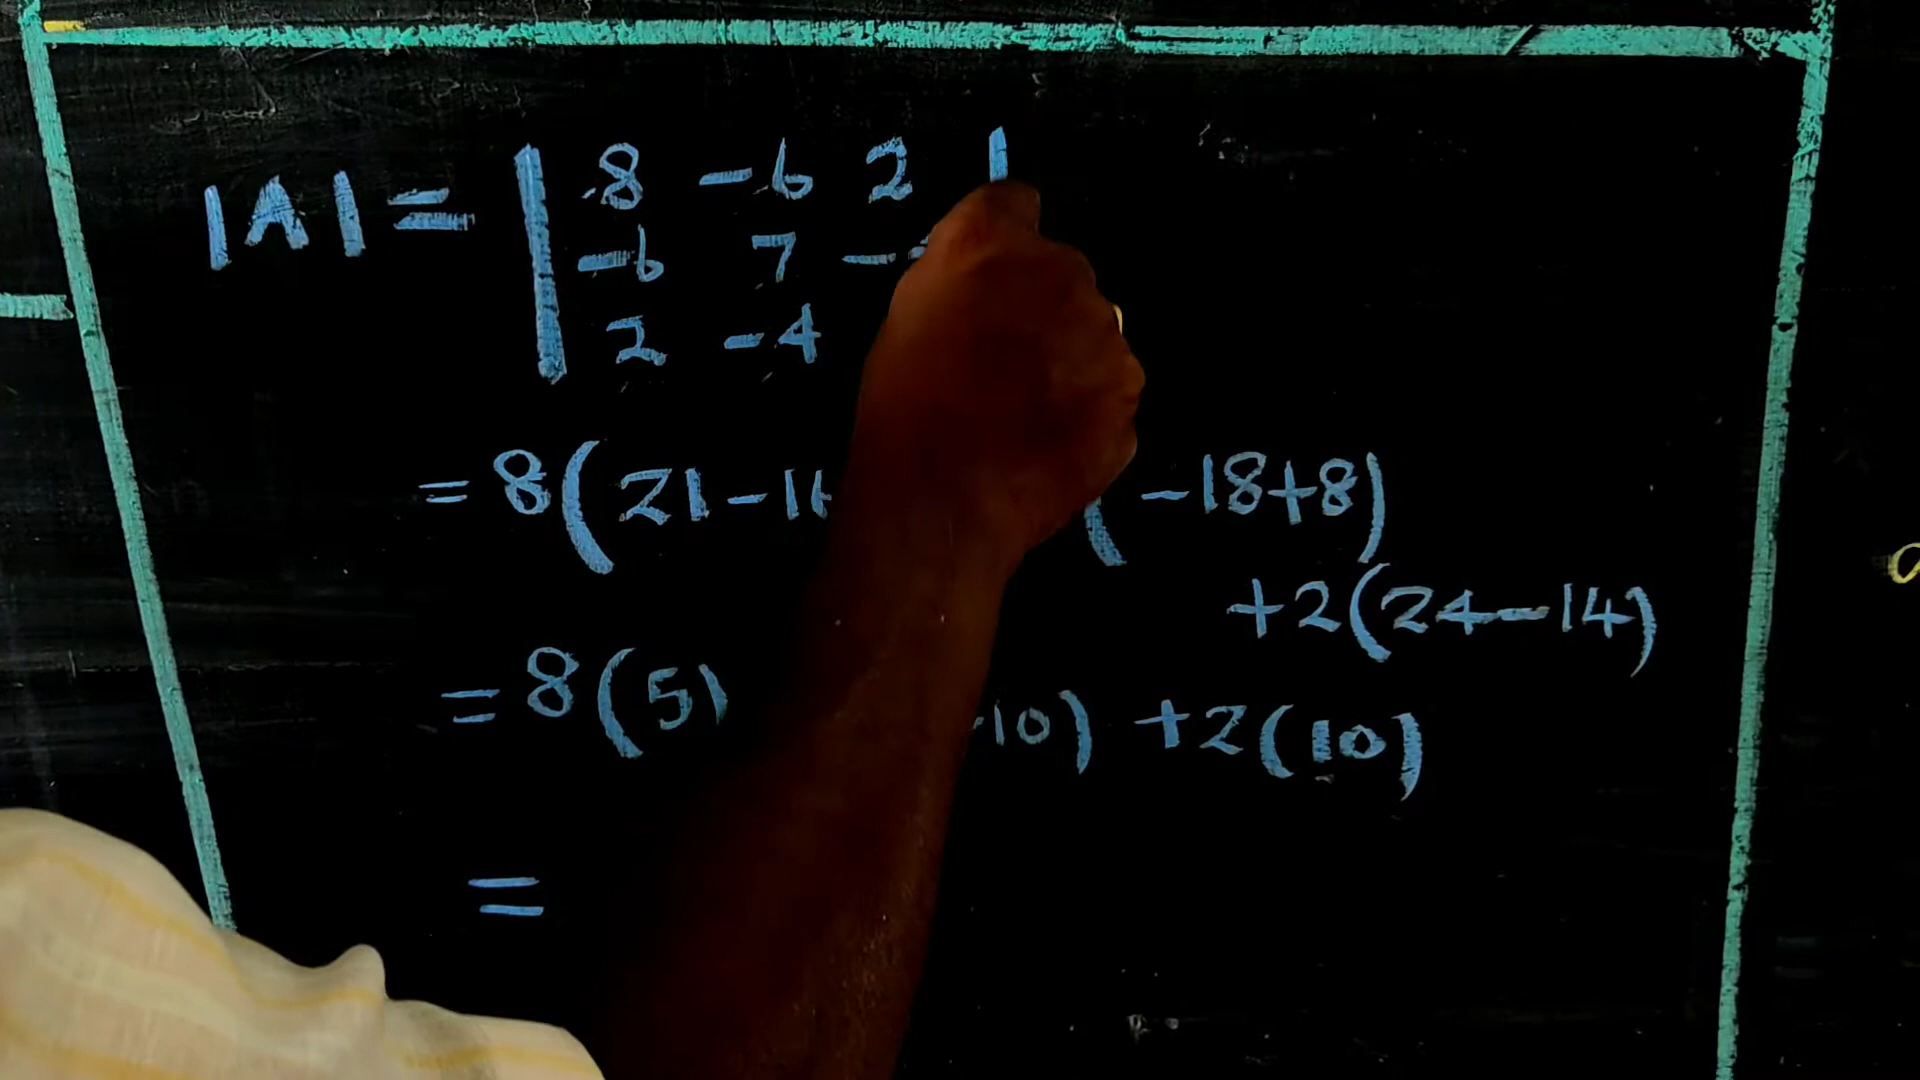 |A| = | 8 -6 2 |
-6 7 -
2 -4
= 8(21-1 (-18+8)
+2(24-14)
= 8(5) 10) +2(10)
=